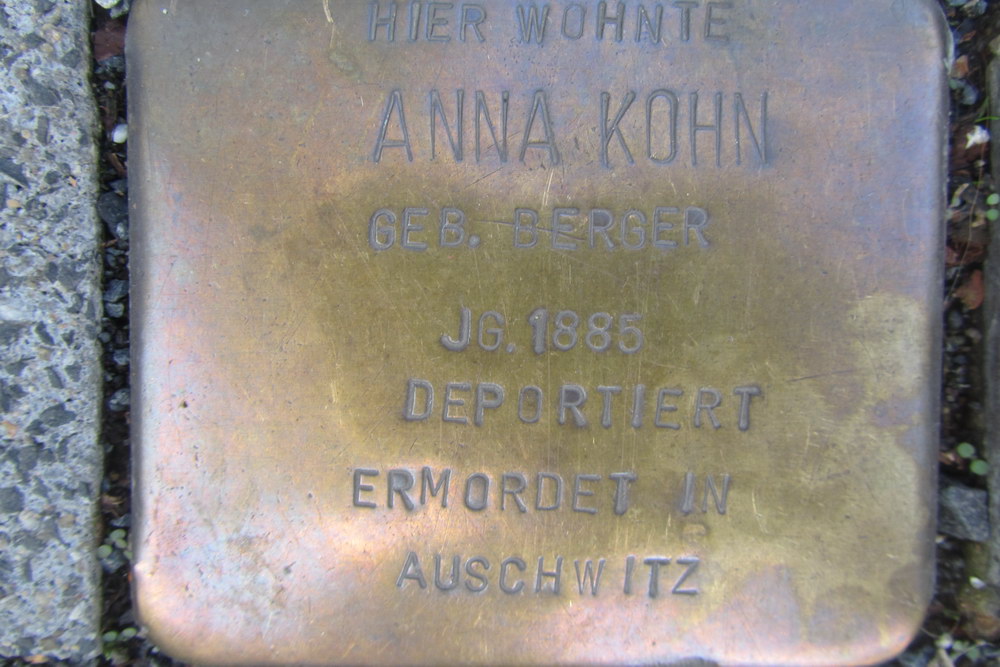 HIER WOHNTE
ANNA KOHN
GEB. BERGER
JG. 1885
DEPORTIERT
ERMORDET IN
AUSCHWITZ